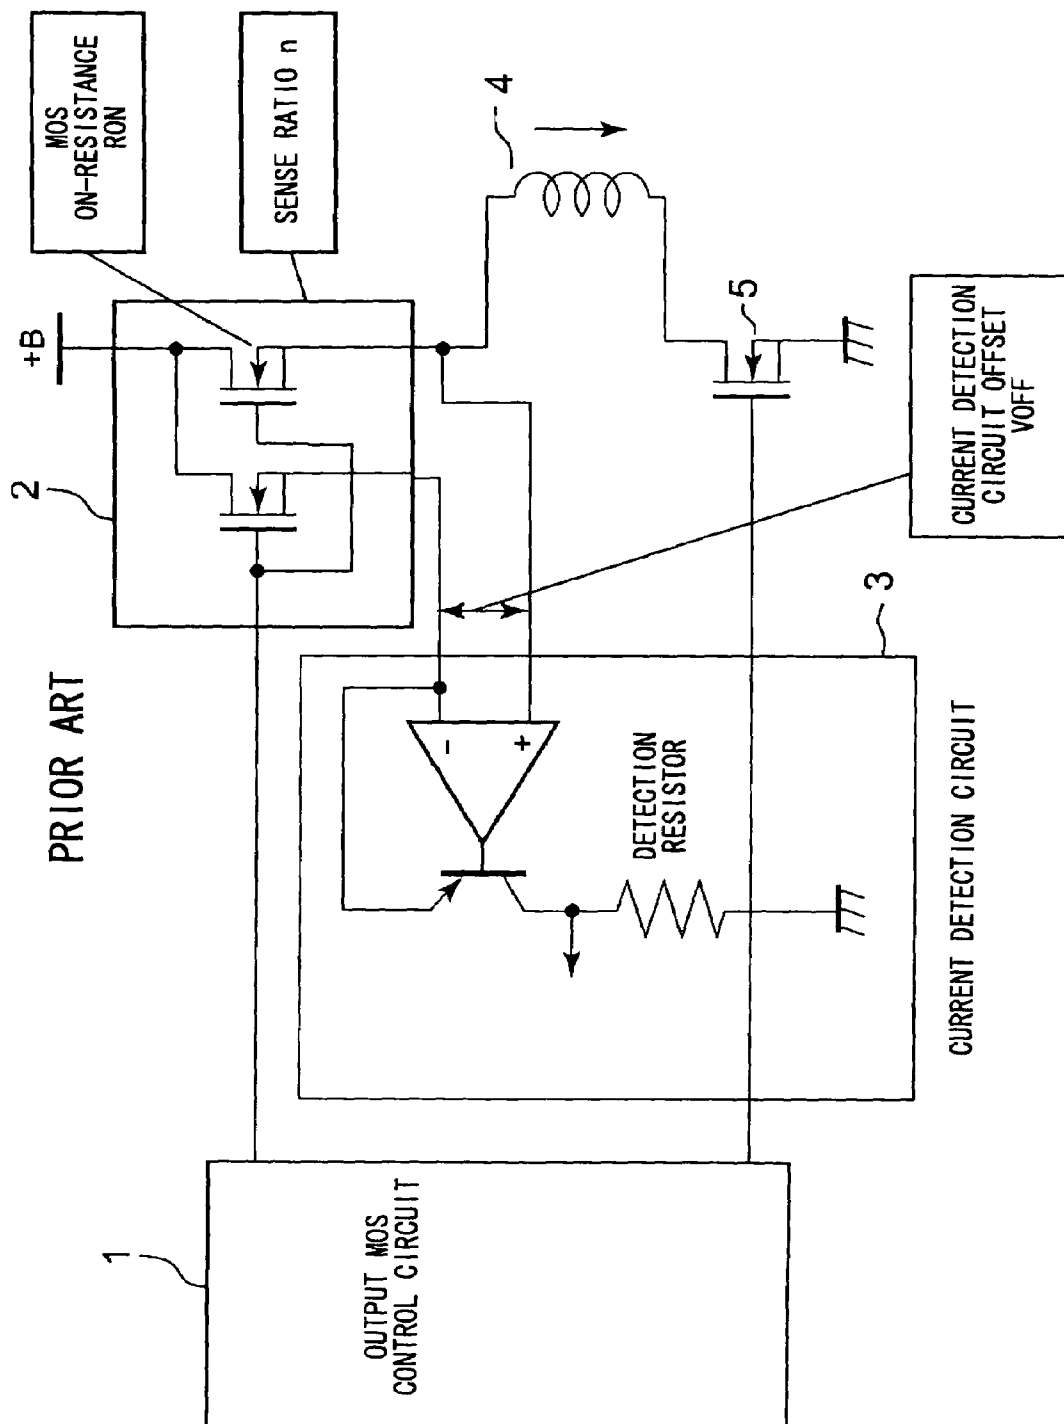 PRIOR ART
+B
2
MOS
ON-RESISTANCE
RON
SENSE RATIO n
4
5
1
OUTPUT MOS
CONTROL CIRCUIT
-
+
DETECTION
RESISTOR
3
CURRENT DETECTION
CIRCUIT OFFSET
VOFF
CURRENT DETECTION CIRCUIT